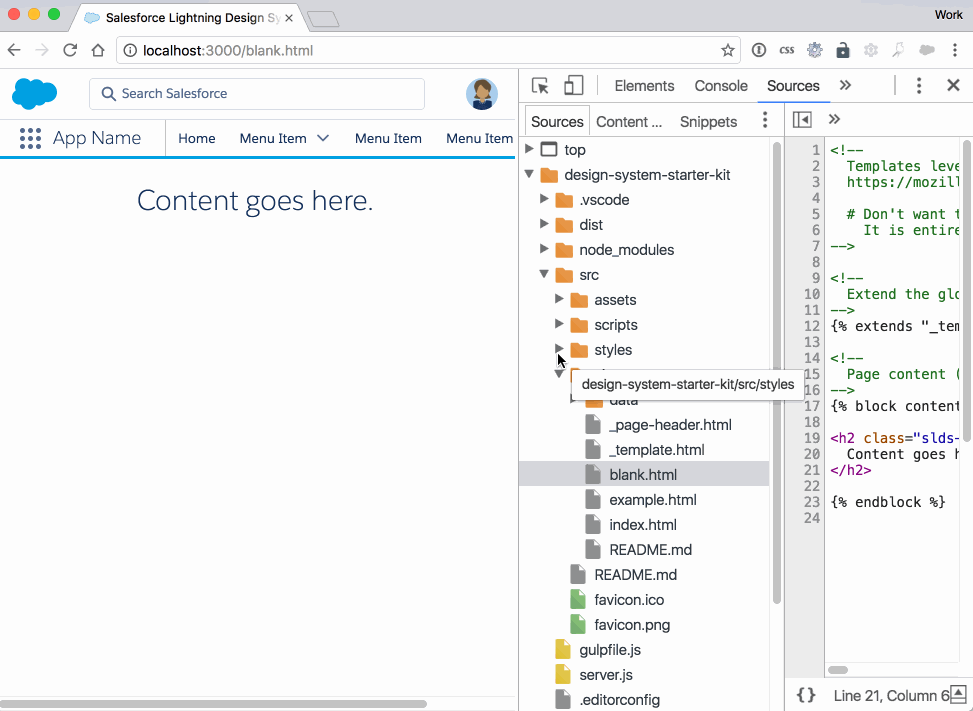 Salesforce Lightning Design Sy
Work
localhost:3000/blank.html
css
Search Salesforce
App Name
Home
Menu Item
Menu Item
Menu Item
Content goes here.
Elements
Console
Sources
Sources
Content ...
Snippets
top
design-system-starter-kit
.vscode
dist
node_modules
src
assets
scripts
styles
design-system-starter-kit/src/styles
data
_page-header.html
_template.html
blank.html
example.html
index.html
README.md
README.md
favicon.ico
favicon.png
gulpfile.js
server.js
.editorconfig
1 <!--
2 Templates leve
3 https://mozill
4
5 # Don't want t
6 It is entire
7 -->
8
9 <!--
10 Extend the glo
11 -->
12 {% extends "_tem
13
14 <!--
15 Page content (
16 -->
17 {% block content
18
19 <h2 class="slds-
20 Content goes h
21 </h2>
22
23 {% endblock %}
24
{} Line 21, Column 6